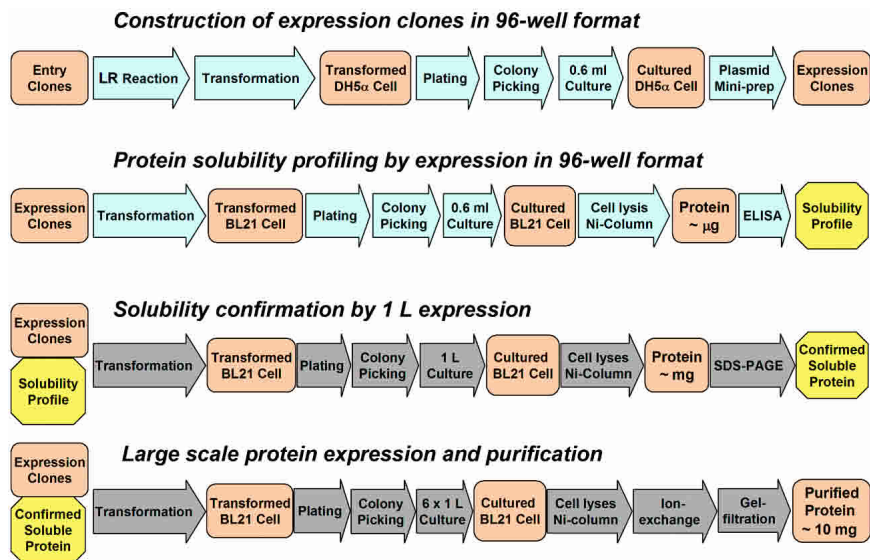 Construction of expression clones in 96-well format
Entry
Clones
LR Reaction
Transformation
Transformed
DH5α Cell
Plating
Colony
Picking
0.6 ml
Culture
Cultured
DH5α Cell
Plasmid
Mini-prep
Expression
Clones
Protein solubility profiling by expression in 96-well format
Expression
Clones
Transformation
Transformed
BL21 Cell
Plating
Colony
Picking
0.6 ml
Culture
Cultured
BL21 Cell
Cell lysis
Ni-Column
Protein
~ μg
ELISA
Solubility
Profile
Solubility confirmation by 1 L expression
Expression
Clones
Solubility
Profile
Transformation
Transformed
BL21 Cell
Plating
Colony
Picking
1 L
Culture
Cultured
BL21 Cell
Cell lyses
Ni-Column
Protein
~ mg
SDS-PAGE
Confirmed
Soluble
Protein
Large scale protein expression and purification
Expression
Clones
Confirmed
Soluble
Protein
Transformation
Transformed
BL21 Cell
Plating
Colony
Picking
6 x 1 L
Culture
Cultured
BL21 Cell
Cell lyses
Ni-column
Ion-
exchange
Gel-
filtration
Purified
Protein
~ 10 mg